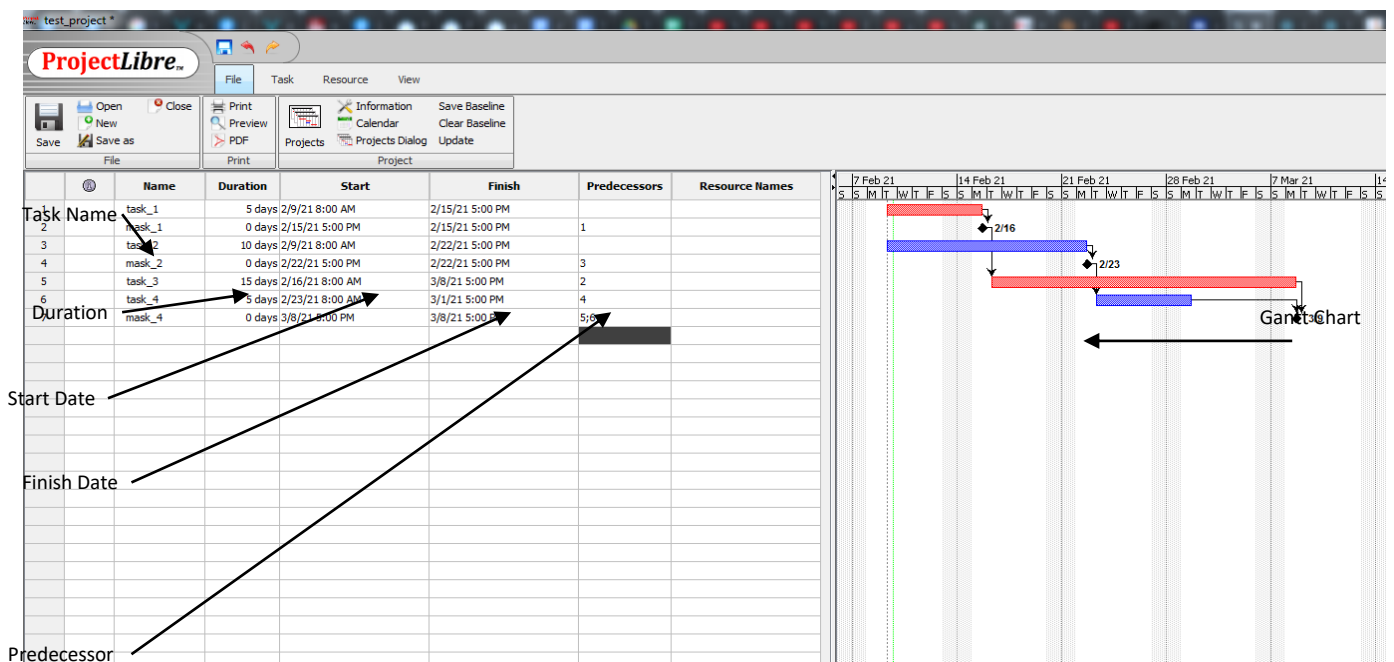 test_project *
ProjectLibre
TM
File Task Resource View
Save Open New Save as Close
File
Print Preview PDF
Print
Projects Information Calendar Projects Dialog Save Baseline Clear Baseline Update
Project
Name Duration Start Finish Predecessors Resource Names
7 Feb 21 14 Feb 21 21 Feb 21 28 Feb 21 7 Mar 21 14
S S M T W T F S S M T W T F S S M T W T F S S M T W T F S S M T W T F S S
task_1 5 days 2/9/21 8:00 AM 2/15/21 5:00 PM
2 mask_1 0 days 2/15/21 5:00 PM 2/15/21 5:00 PM 1 2/16
3 task_2 10 days 2/9/21 8:00 AM 2/22/21 5:00 PM
4 mask_2 0 days 2/22/21 5:00 PM 2/22/21 5:00 PM 3 2/23
5 task_3 15 days 2/16/21 8:00 AM 3/8/21 5:00 PM 2
6 task_4 5 days 2/23/21 8:00 AM 3/1/21 5:00 PM 4
mask_4 0 days 3/8/21 5:00 PM 3/8/21 5:00 PM 5;6
Task Name
Duration
Gantt Chart
Start Date
Finish Date
Predecessor